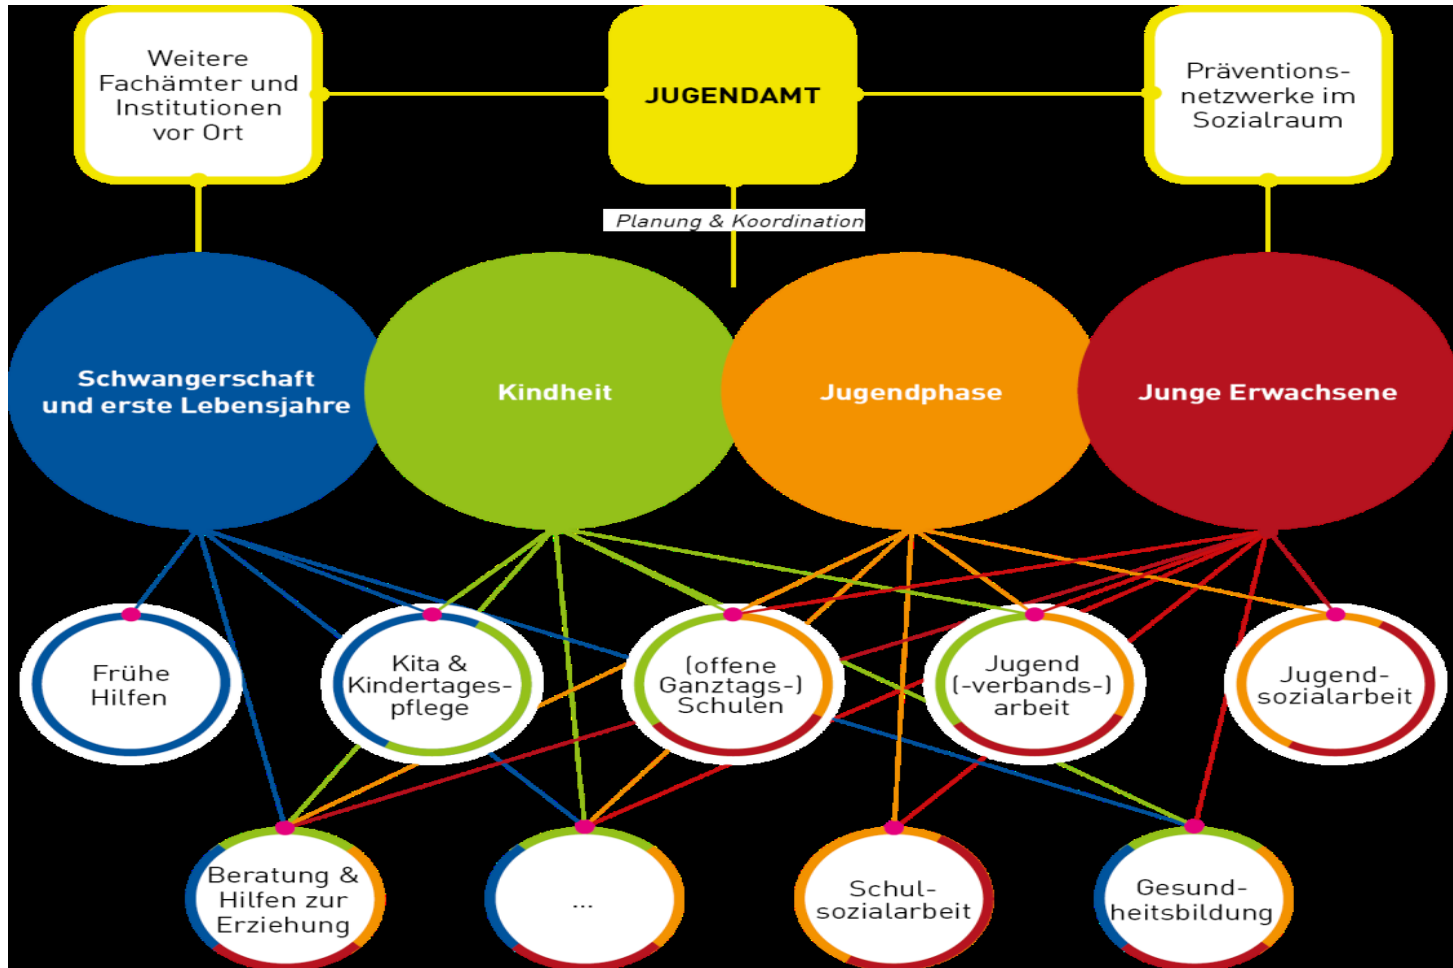 Weitere
Fachämter und
Institutionen
vor Ort
JUGENDAMT
Präventions-
netzwerke im
Sozialraum
Planung & Koordination
Schwangerschaft
und erste Lebensjahre
Kindheit
Jugendphase
Junge Erwachsene
Frühe
Hilfen
Kita &
Kindertages-
pflege
(offene
Ganztags-)
Schulen
Jugend
(-verbands-)
arbeit
Jugend-
sozialarbeit
Beratung &
Hilfen zur
Erziehung
...
Schul-
sozialarbeit
Gesund-
heitsbildung